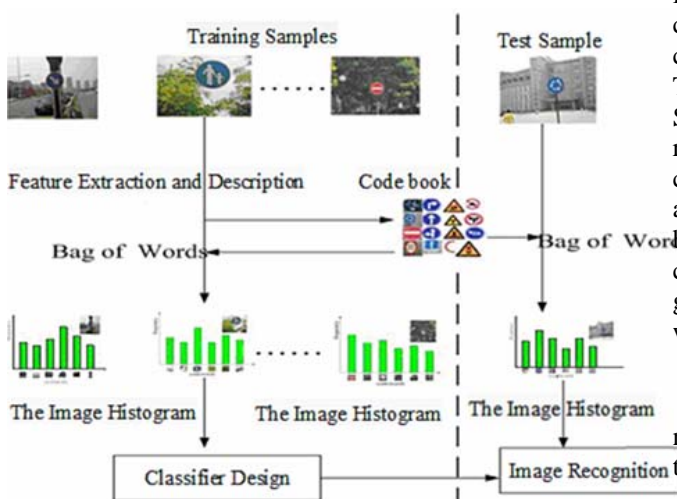 Training Samples
Test Sample
Feature Extraction and Description
Code book
Bag of Words
Bag of Word
The Image Histogram
The Image Histogram
The Image Histogram
Classifier Design
Image Recognition